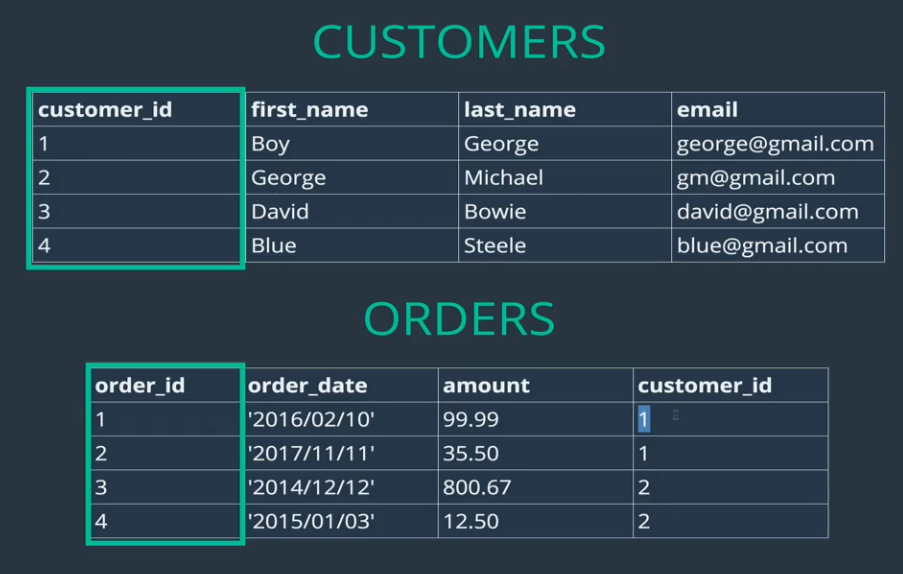 CUSTOMERS
customer_id first_name last_name email
1 Boy George george@gmail.com
2 George Michael gm@gmail.com
3 David Bowie david@gmail.com
4 Blue Steele blue@gmail.com
ORDERS
order_id order_date amount customer_id
1 '2016/02/10' 99.99 1
2 '2017/11/11' 35.50 1
3 '2014/12/12' 800.67 2
4 '2015/01/03' 12.50 2